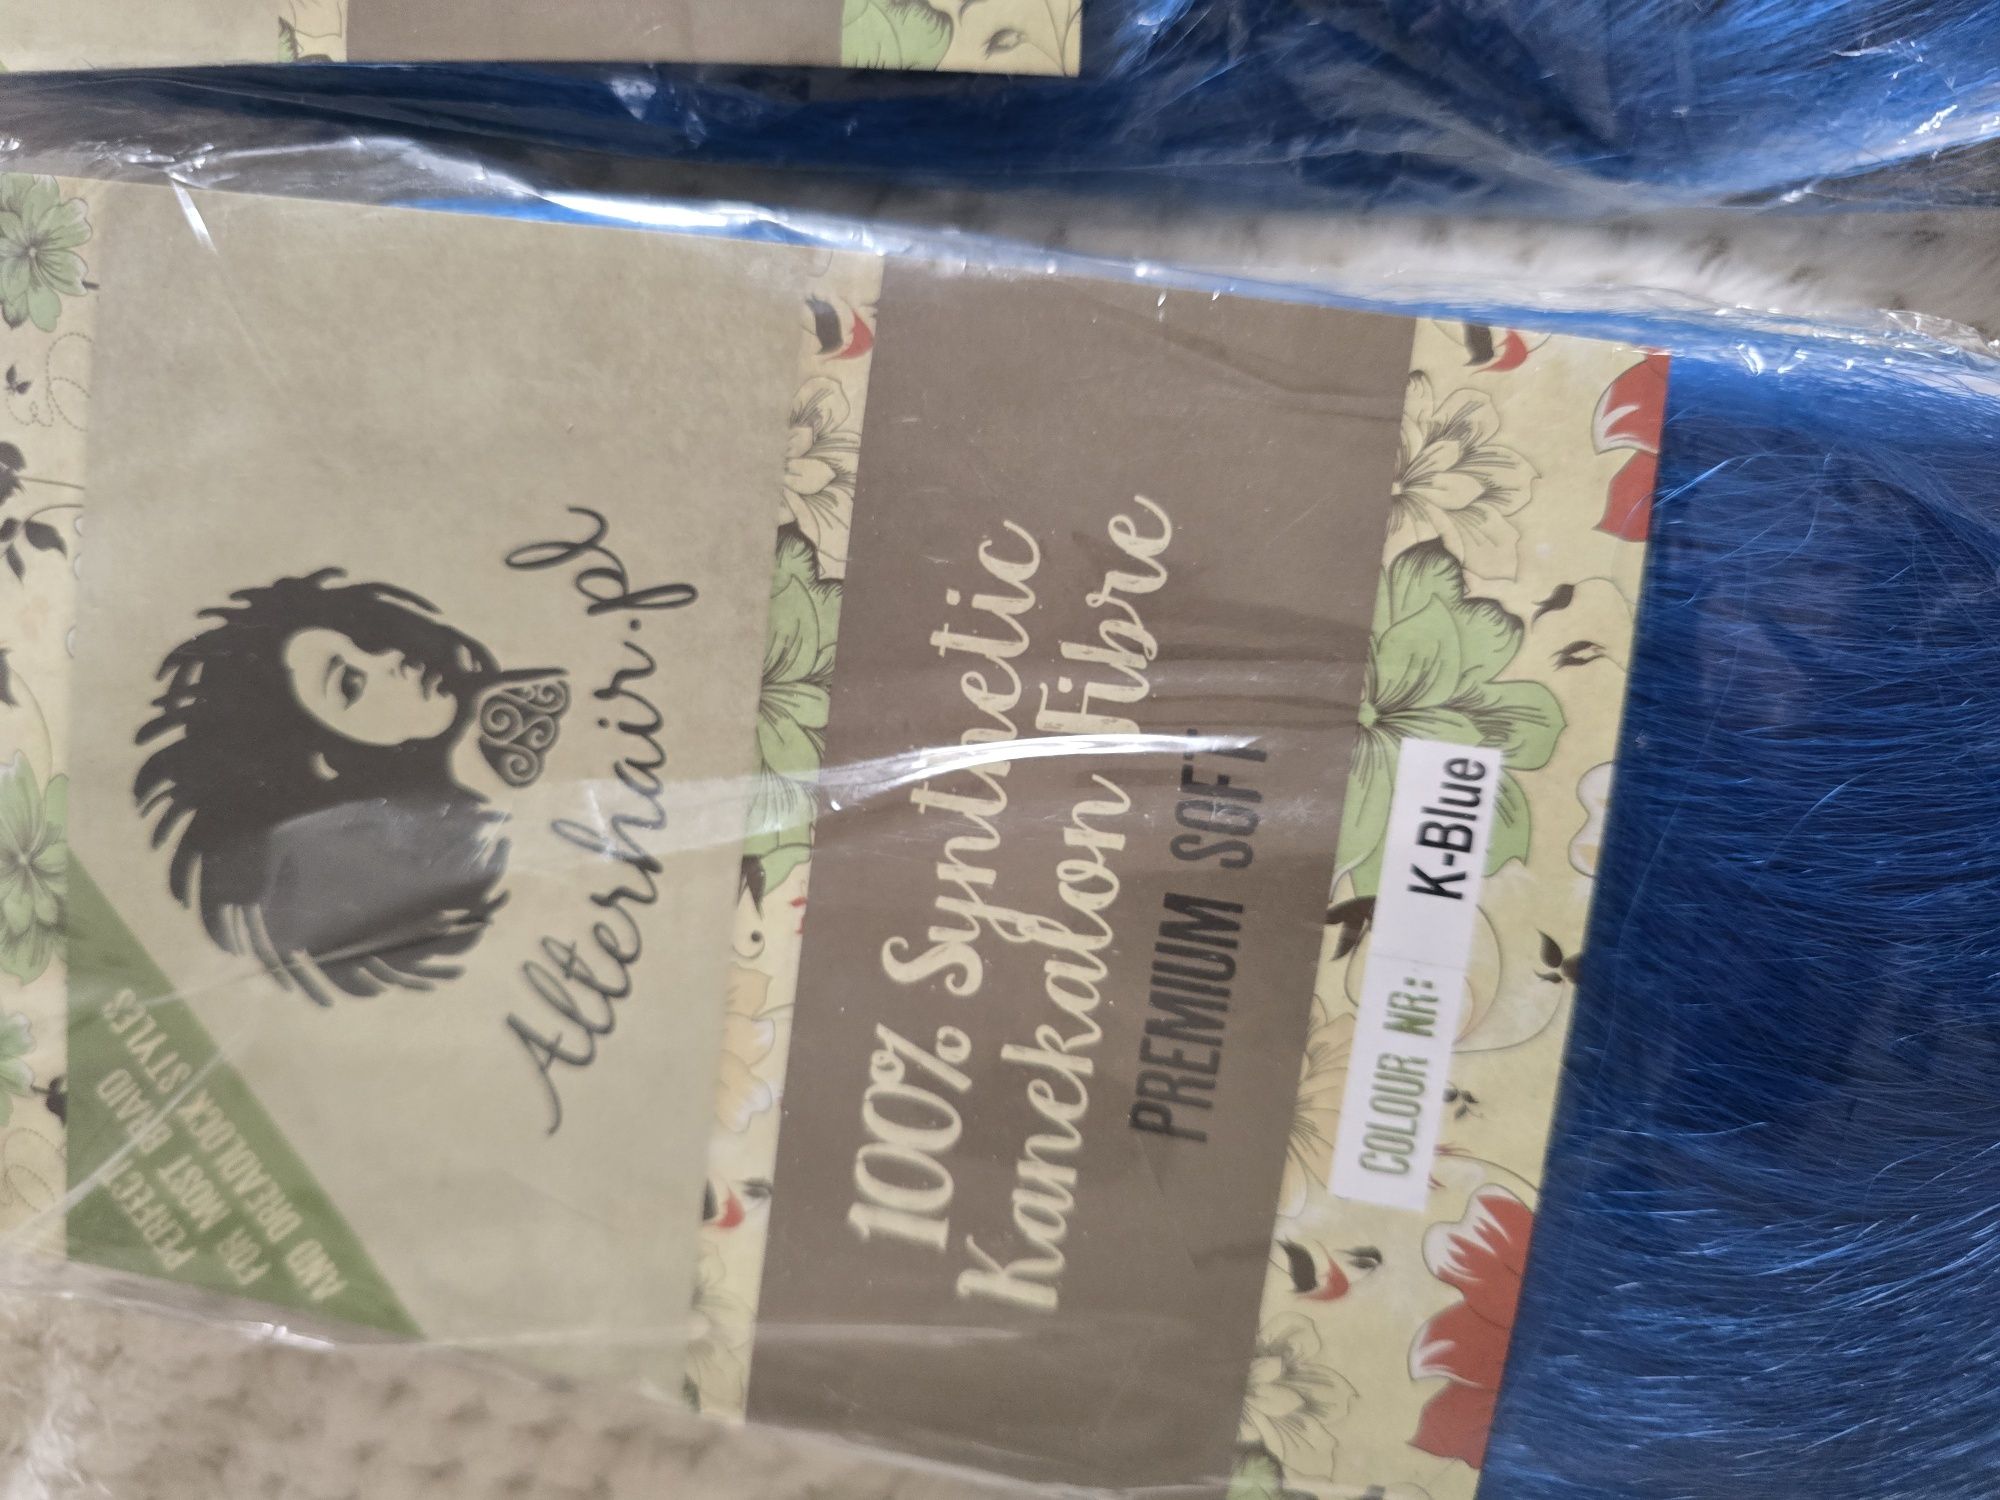 PERFECT
FOR MOST BRAID
AND DREADLOCK STYLES
Alterhair.pl
100% Synthetic
Kanekalon Fibre
PREMIUM SOFT
COLOUR NR: K-Blue